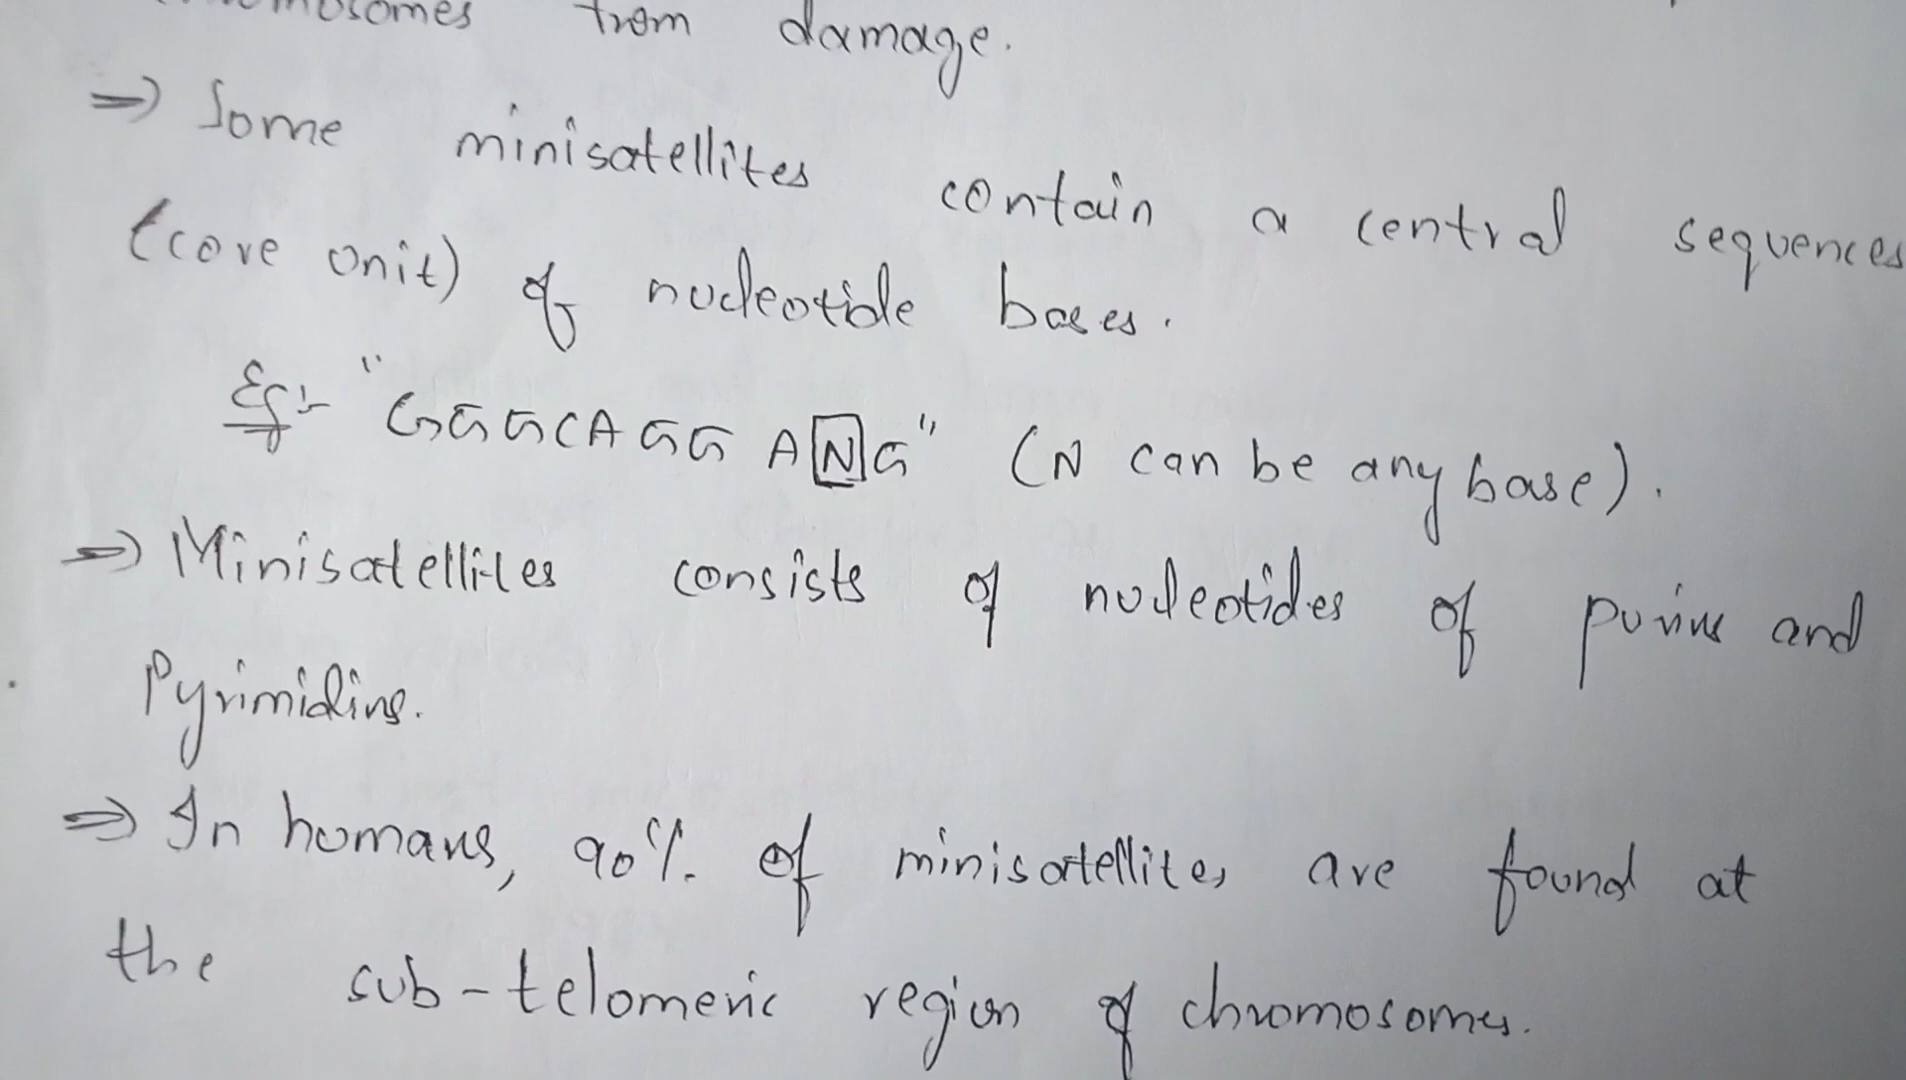 chromosomes from damage.
⇒ Some minisatellites contain a central sequences
(core unit) of nucleotide bases.
Eg:- "GGGCAGGANG" (N can be any base).
⇒ Minisatellites consists of nucleotides of purine and
Pyrimidine.
⇒ In humans, 90% of minisatellites are found at
the sub-telomeric region of chromosomes.